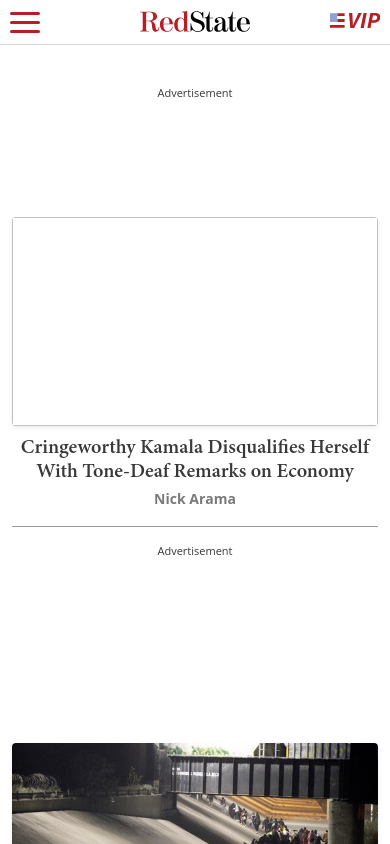 RedState
VIP
Advertisement
Cringeworthy Kamala Disqualifies Herself
With Tone-Deaf Remarks on Economy
Nick Arama
Advertisement